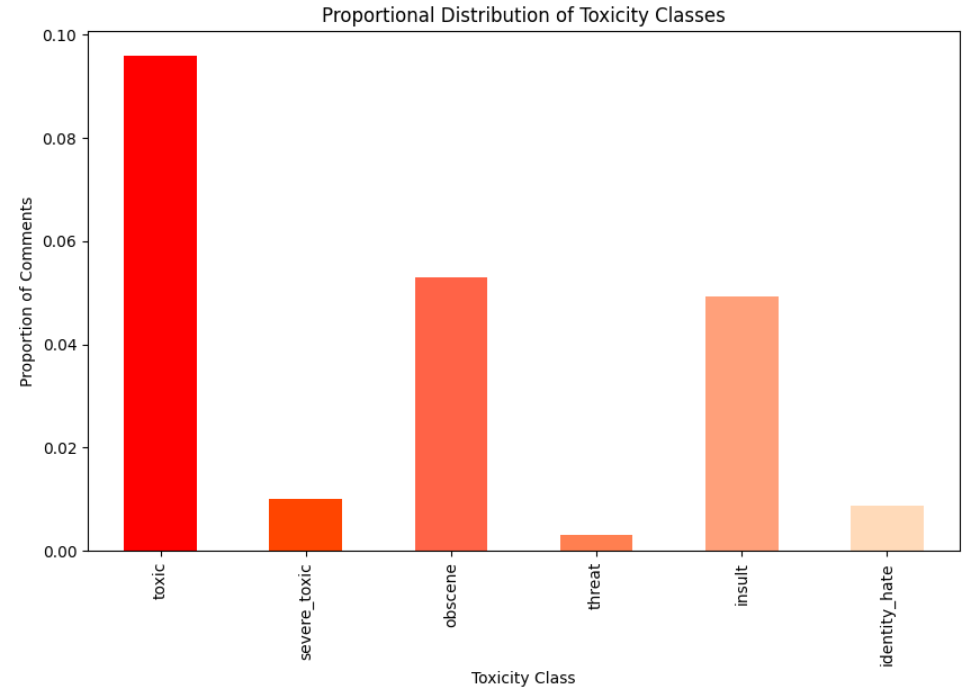 Proportional Distribution of Toxicity Classes
0.10
0.08
0.06
0.04
0.02
0.00
Proportion of Comments
toxic
severe_toxic
obscene
threat
insult
identity_hate
Toxicity Class